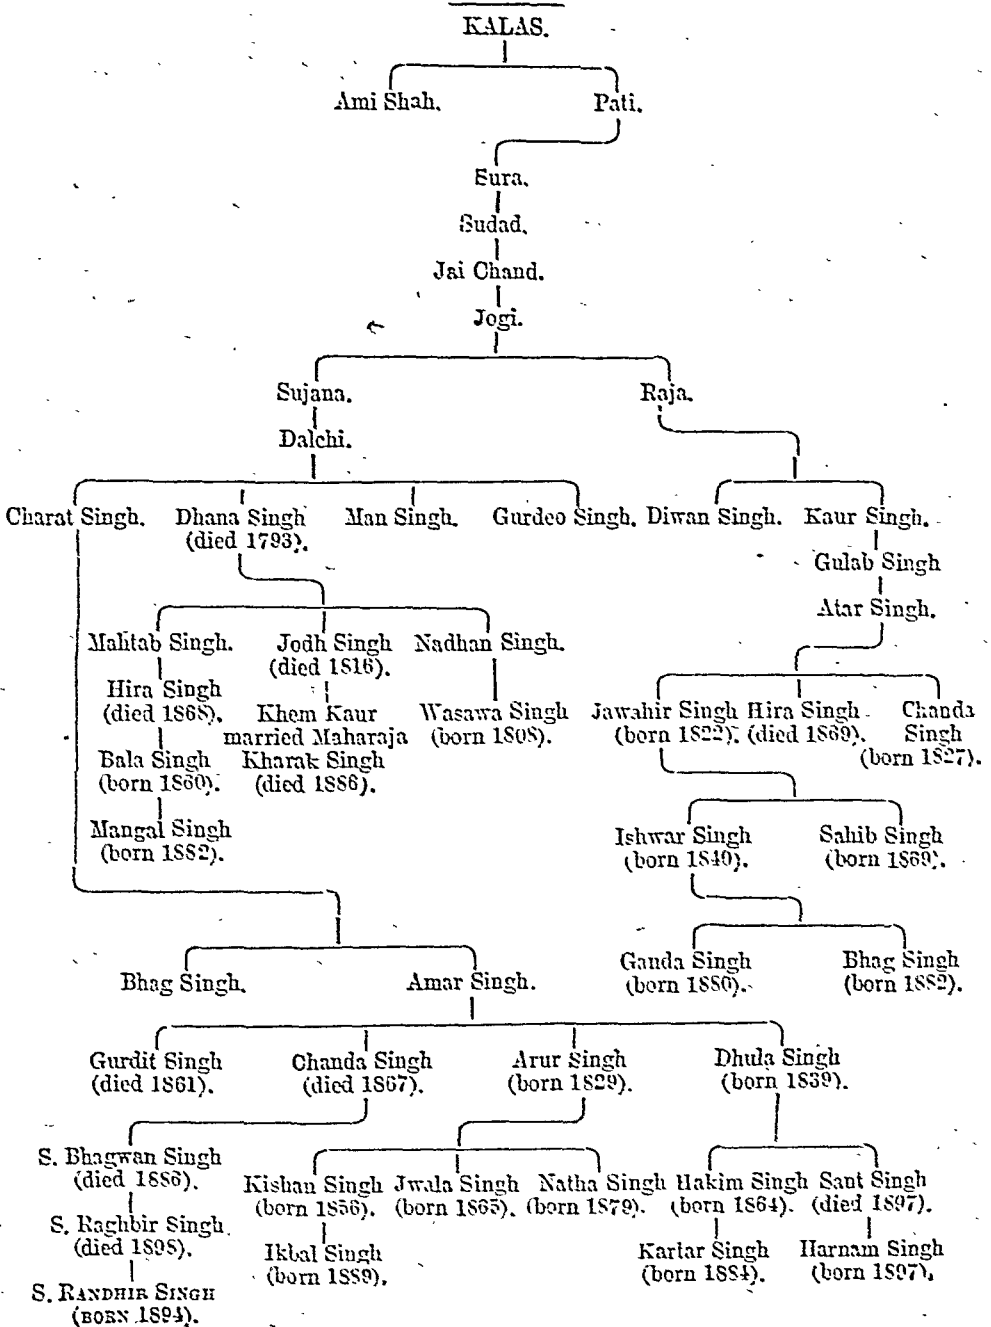 KALAS.
Ami Shah. Pati.
Sura.
Sudad.
Jai Chand.
Jogi.
Sujana. Raja.
Dalchi.
Charat Singh. Dhana Singh Man Singh. Gurdeo Singh. Diwan Singh. Kaur Singh.
(died 1793).
Gulab Singh
Atar Singh.
Mahtab Singh. Jodh Singh Nadhan Singh.
(died 1816).
Hira Singh
(died 1868). Khem Kaur Wasawa Singh Jawahir Singh Hira Singh Chanda
married Maharaja (born 1808). (born 1822). (died 1869). Singh
Bala Singh Kharak Singh (born 1827).
(born 1860). (died 1886).
Mangal Singh Ishwar Singh Sahib Singh
(born 1882). (born 1840). (born 1869).
Ganda Singh Bhag Singh
(born 1880). (born 1882).
Bhag Singh. Amar Singh.
Gurdit Singh Chanda Singh Arur Singh Dhula Singh
(died 1861). (died 1867). (born 1829). (born 1839).
S. Bhagwan Singh
(died 1886). Kishan Singh Jwala Singh Natha Singh Hakim Singh Sant Singh
(born 1856). (born 1865). (born 1879). (born 1864). (died 1897).
S. Raghbir Singh
(died 1898). Ikbal Singh Kartar Singh Harnam Singh
(born 1889). (born 1884). (born 1897).
S. RANDHIR SINGH
(BORN 1894).